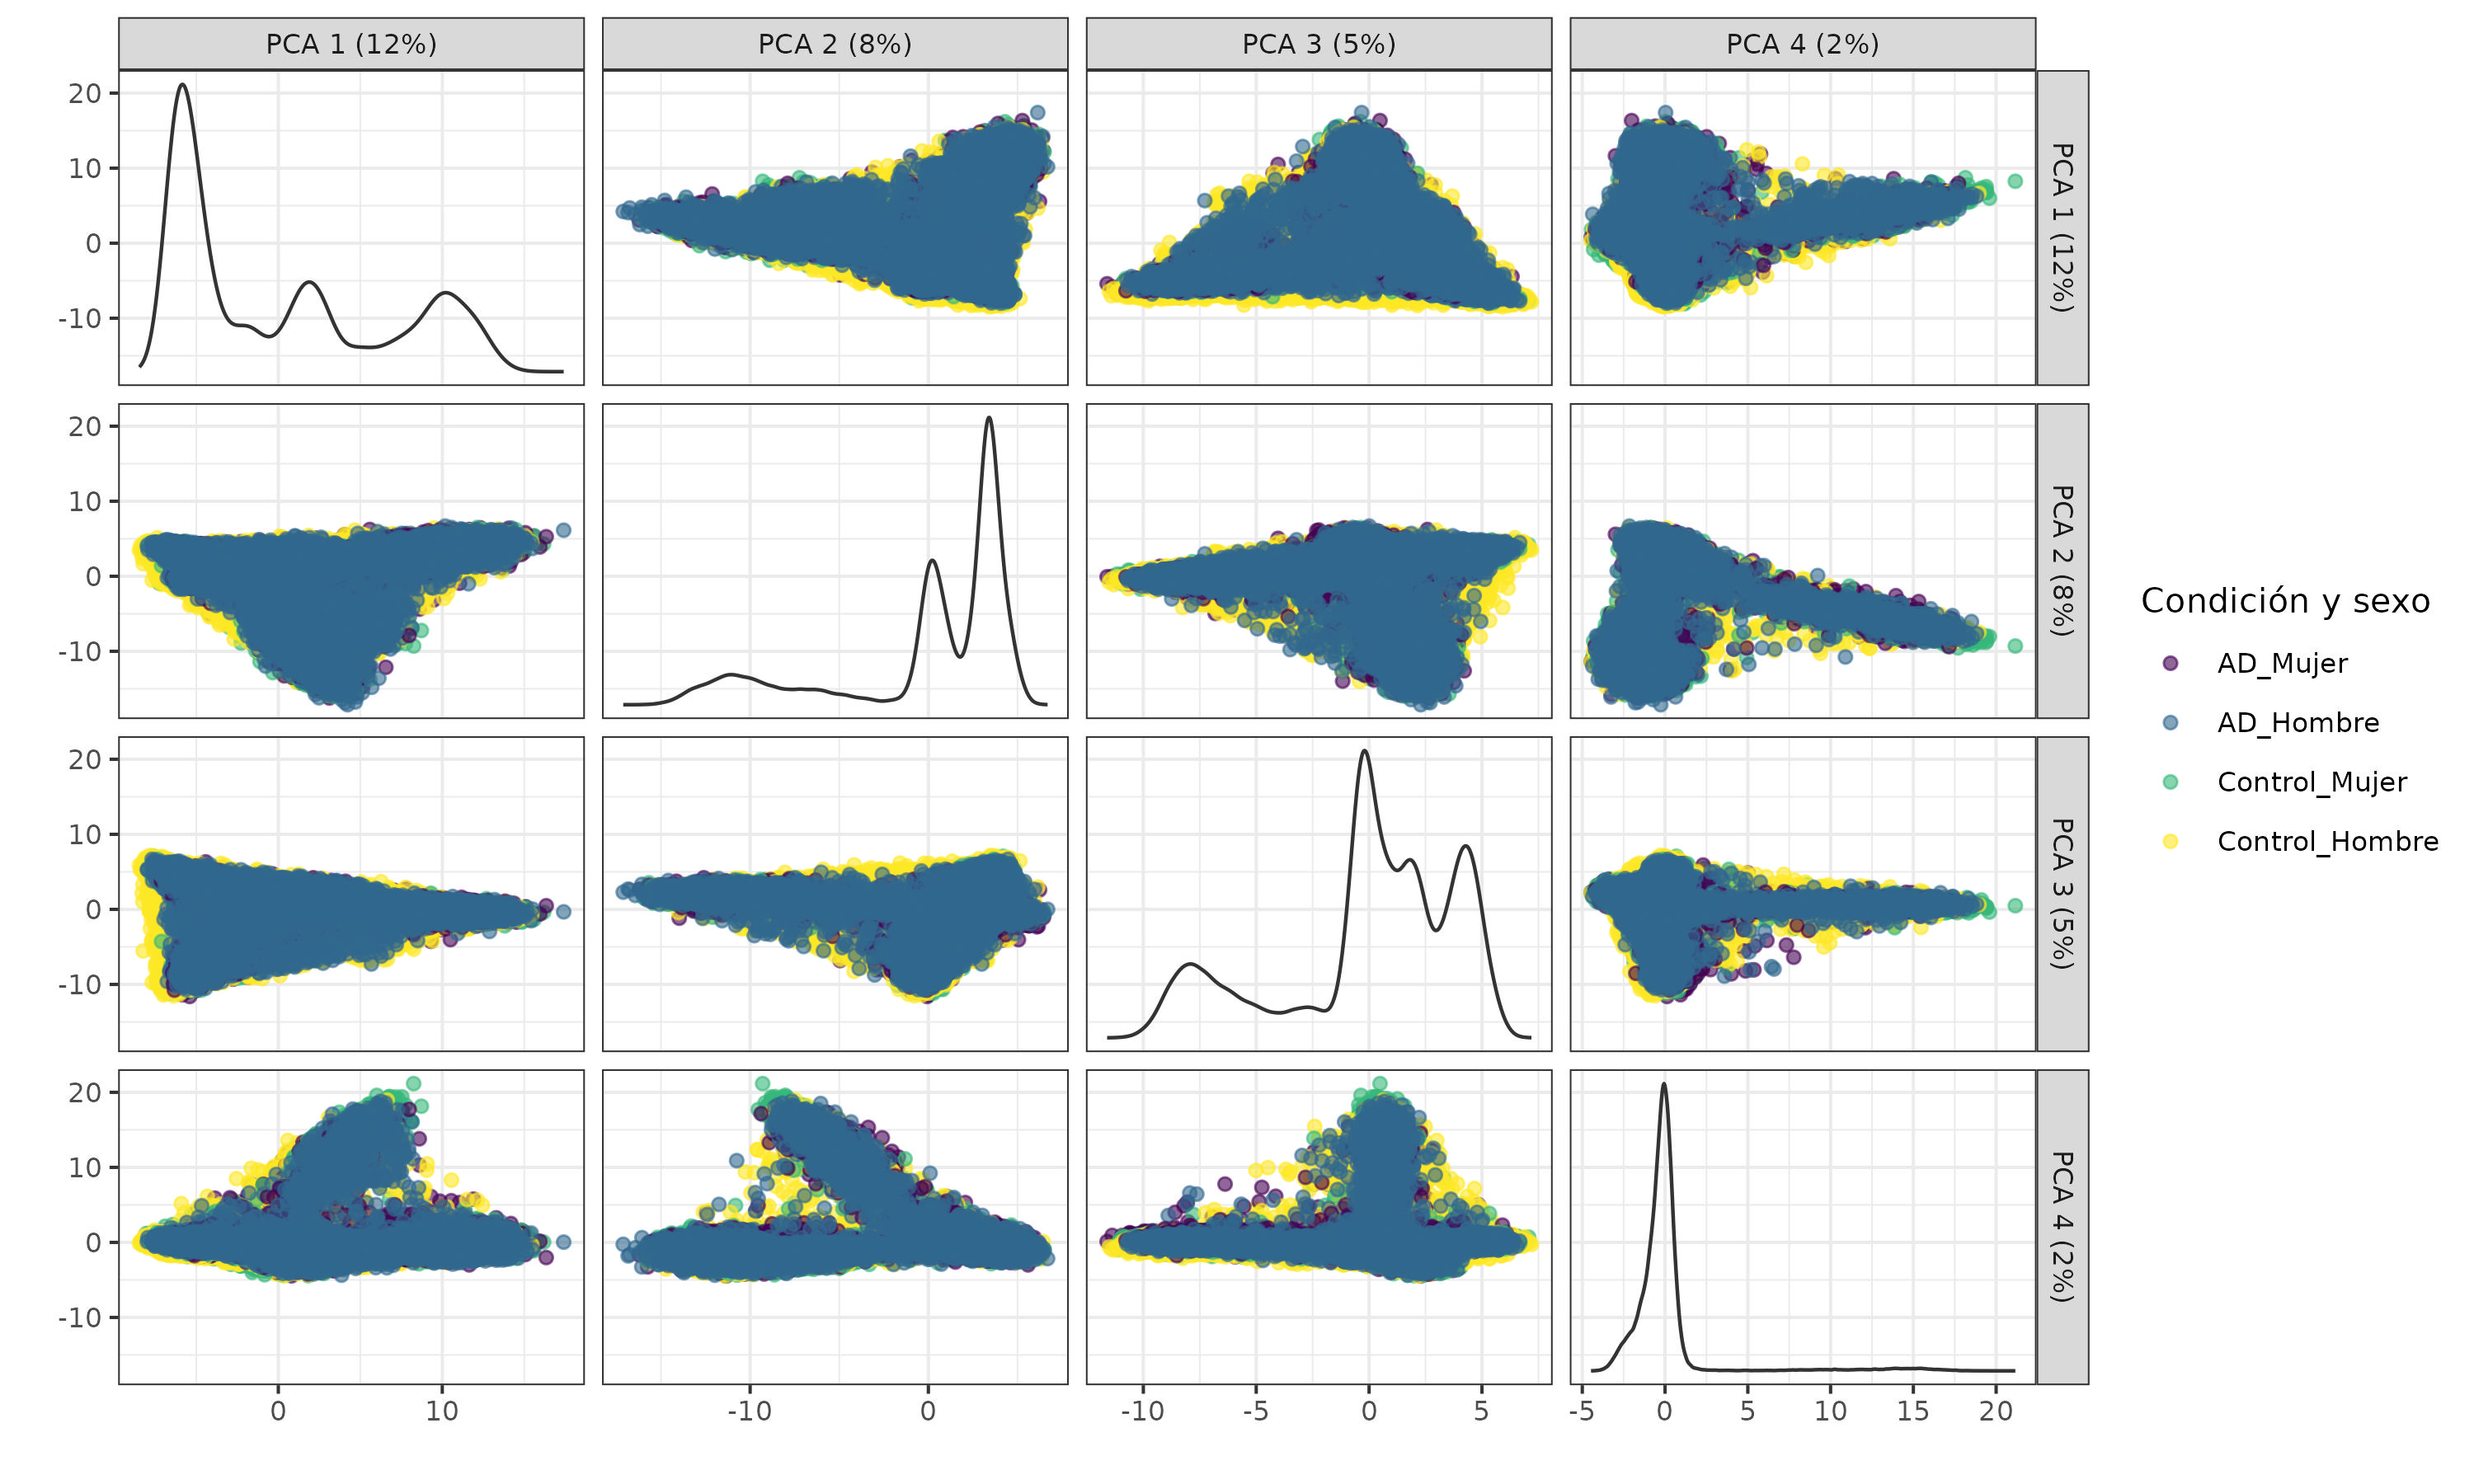 PCA 1 (12%) PCA 2 (8%) PCA 3 (5%) PCA 4 (2%)
20
10
0
-10
PCA 1 (12%)
20
10
0
-10
PCA 2 (8%)
20
10
0
-10
PCA 3 (5%)
20
10
0
-10
PCA 4 (2%)
0 10 -10 0 -10 -5 0 5 -5 0 5 10 15 20
Condición y sexo
AD_Mujer
AD_Hombre
Control_Mujer
Control_Hombre